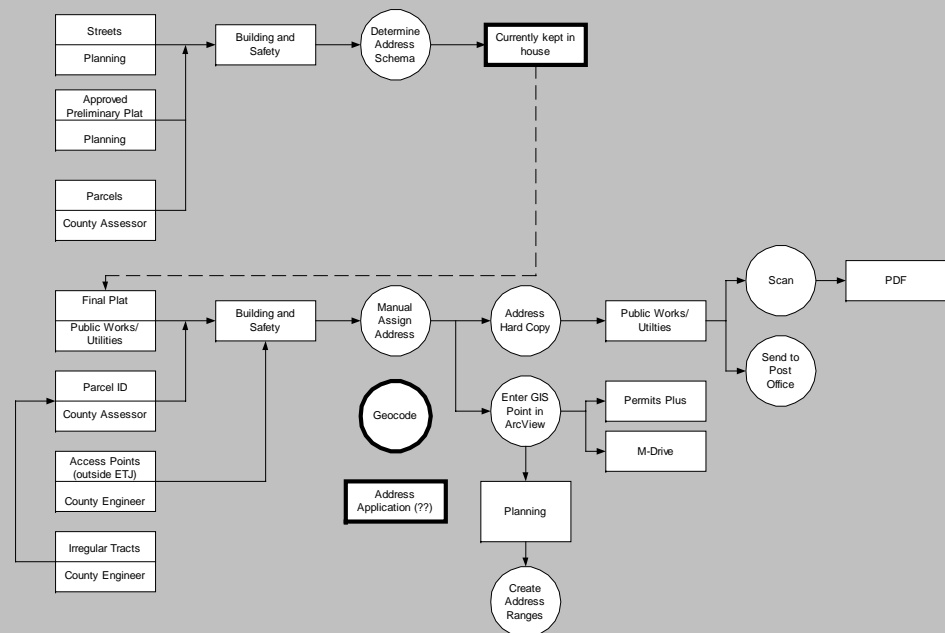 Streets
Planning
Approved
Preliminary Plat
Planning
Parcels
County Assessor
Building and
Safety
Determine
Address
Schema
Currently kept in
house
Final Plat
Public Works/
Utilities
Parcel ID
County Assessor
Access Points
(outside ETJ)
County Engineer
Irregular Tracts
County Engineer
Building and
Safety
Manual
Assign
Address
Geocode
Address
Application (??)
Address
Hard Copy
Enter GIS
Point in
ArcView
Planning
Create
Address
Ranges
Public Works/
Utilties
Permits Plus
M-Drive
Scan
Send to
Post
Office
PDF